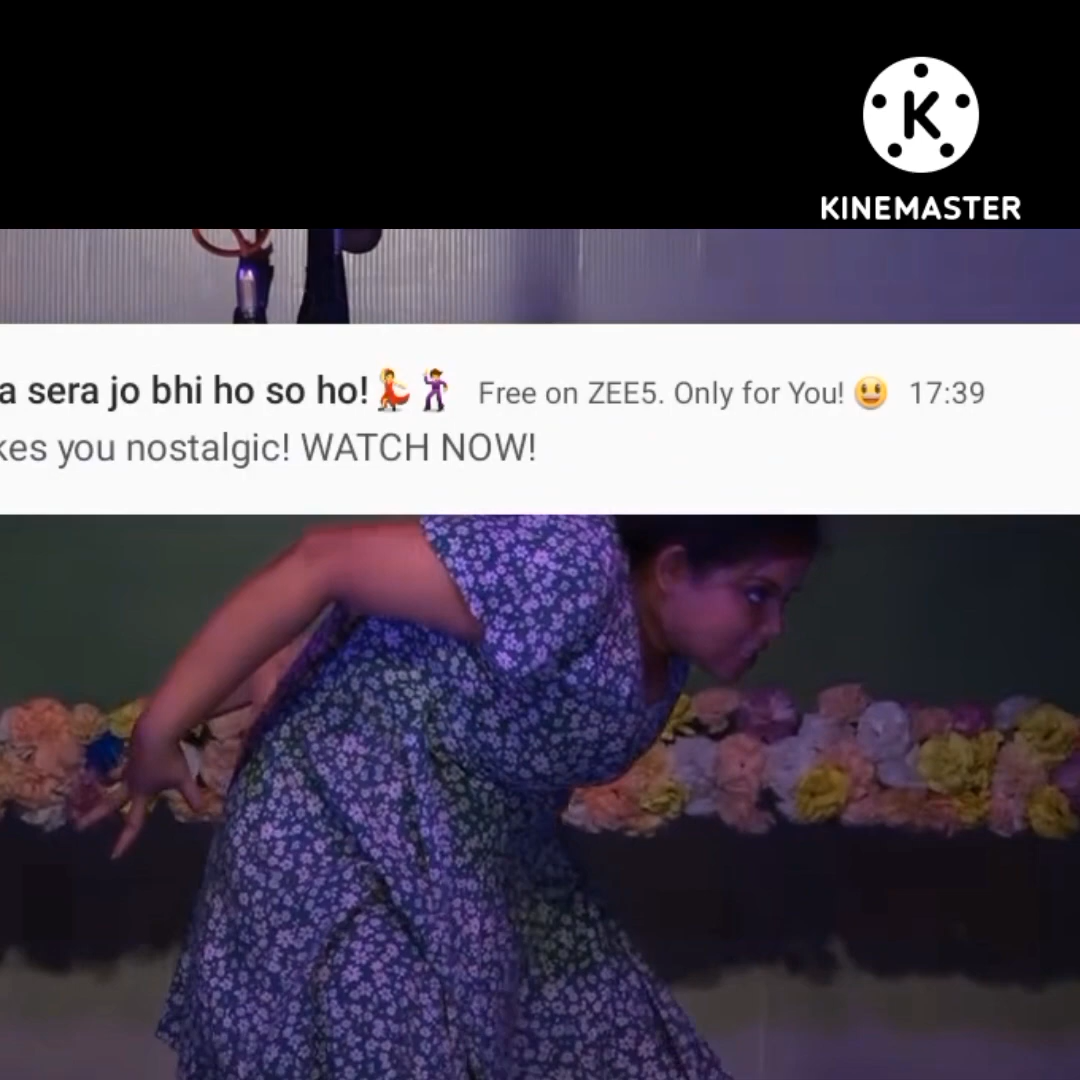 K
KINEMASTER
a sera jo bhi ho so ho!💃🕺 Free on ZEE5. Only for You! 😃 17:39
kes you nostalgic! WATCH NOW!